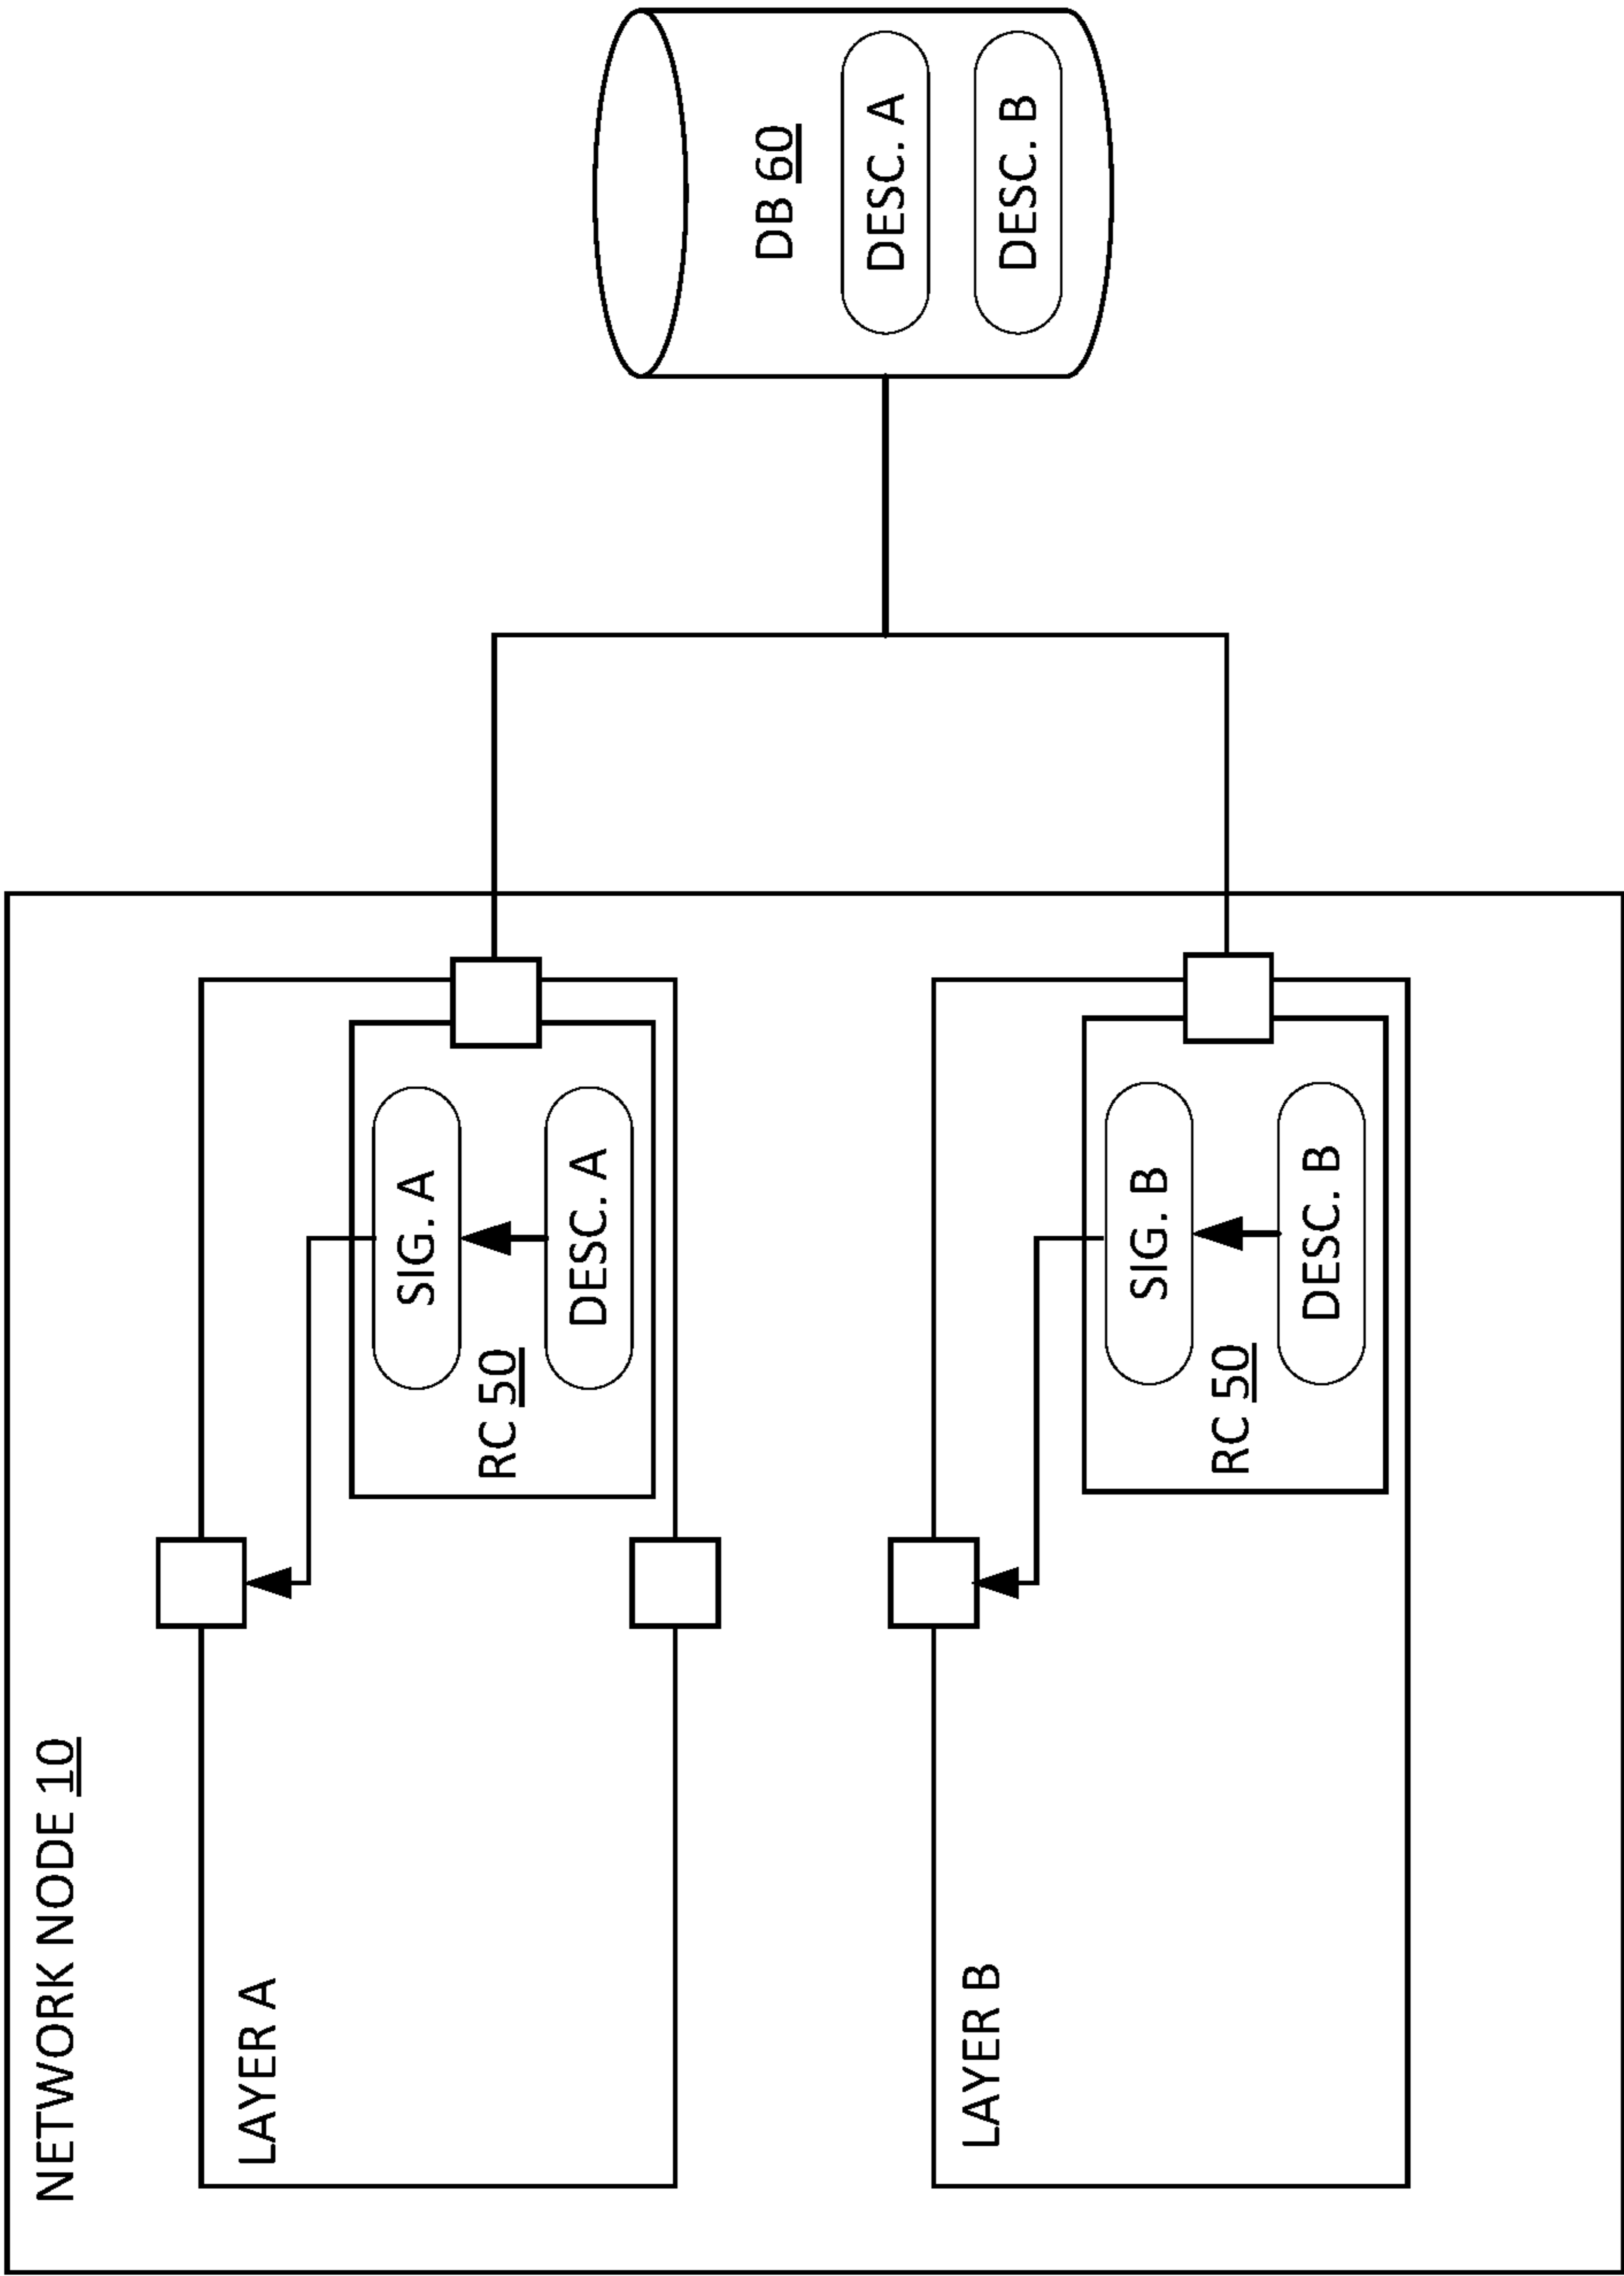 NETWORK NODE 10
LAYER A
RC 50
SIG. A
DESC. A
LAYER B
RC 50
SIG. B
DESC. B
DB 60
DESC. A
DESC. B